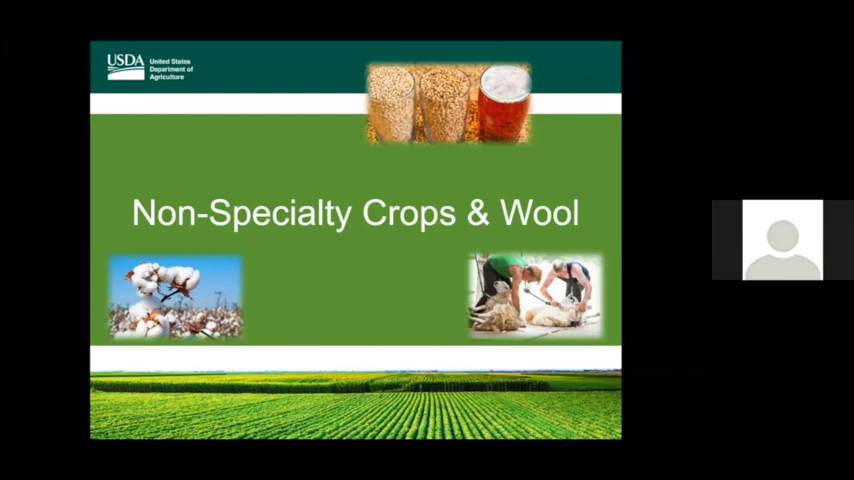 USDA
United States
Department of
Agriculture
Non-Specialty Crops & Wool